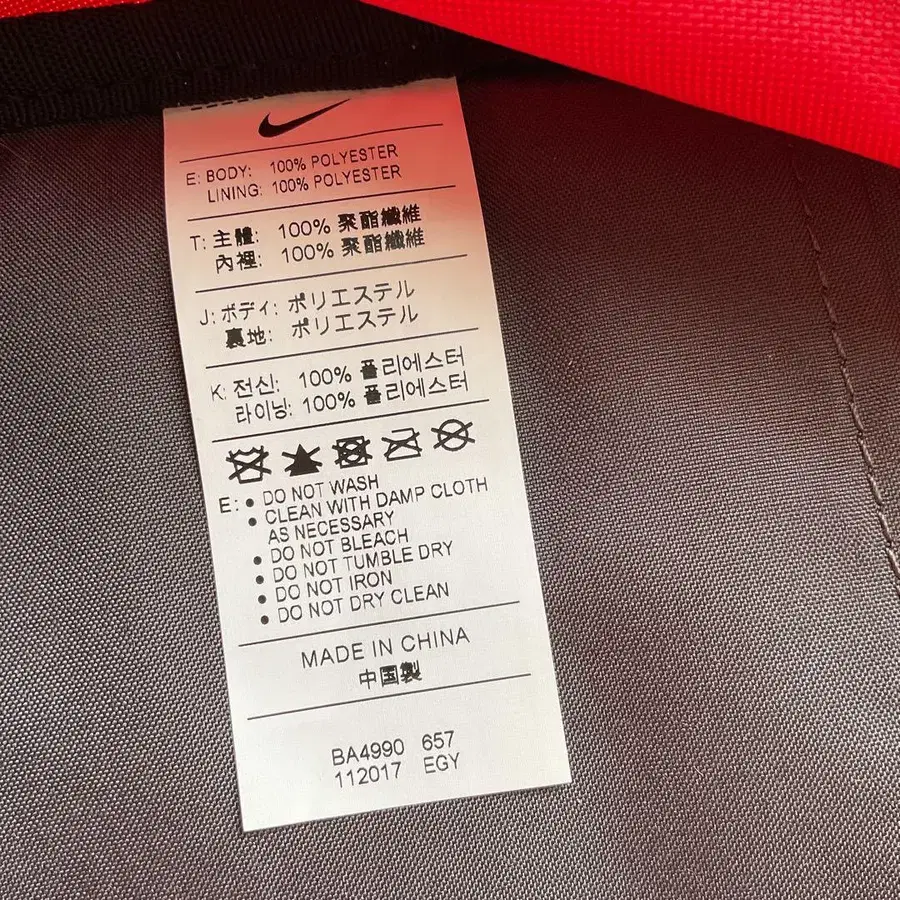 E: BODY: 100% POLYESTER
LINING: 100% POLYESTER
T: 主體: 100% 聚酯纖維
內裡: 100% 聚酯纖維
J: ボディ: ポリエステル
裏地: ポリエステル
K: 전신: 100% 폴리에스터
라이닝: 100% 폴리에스터
E: • DO NOT WASH
• CLEAN WITH DAMP CLOTH
AS NECESSARY
• DO NOT BLEACH
• DO NOT TUMBLE DRY
• DO NOT IRON
• DO NOT DRY CLEAN
MADE IN CHINA
中国製
BA4990 657
112017 EGY